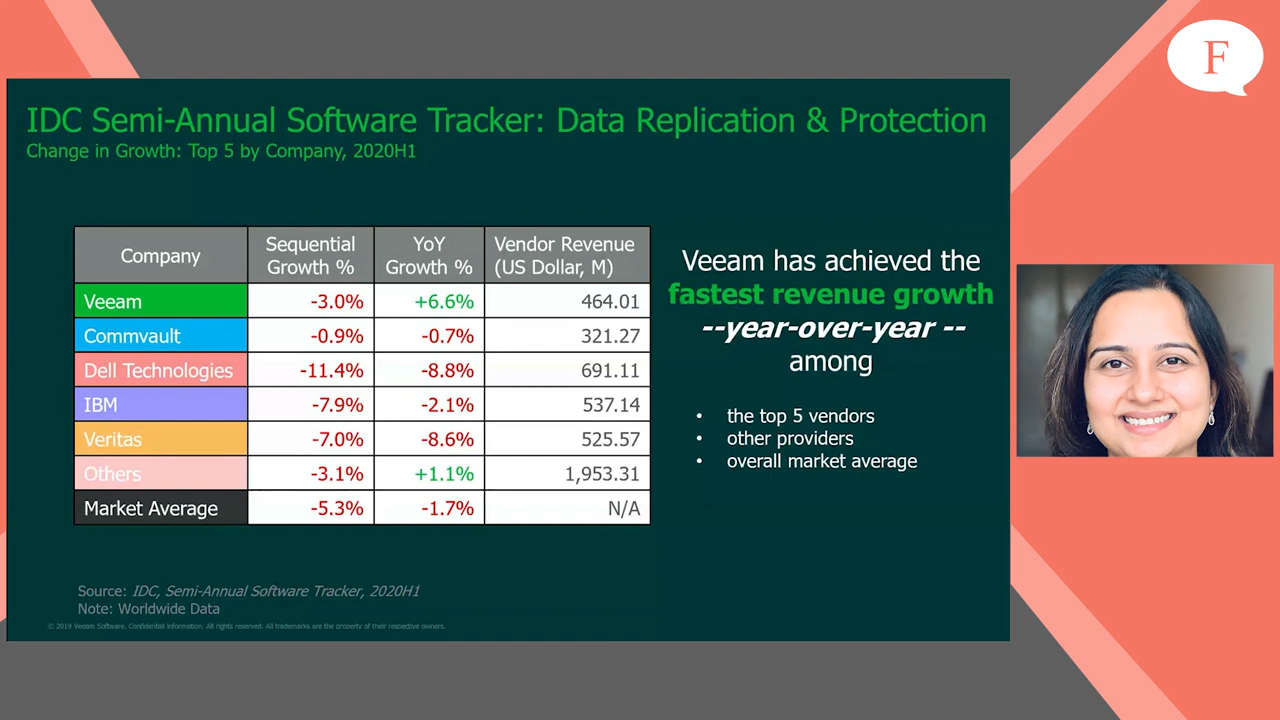 F
IDC Semi-Annual Software Tracker: Data Replication & Protection
Change in Growth: Top 5 by Company, 2020H1
Company Sequential Growth % YoY Growth % Vendor Revenue (US Dollar, M)
Veeam -3.0% +6.6% 464.01
Commvault -0.9% -0.7% 321.27
Dell Technologies -11.4% -8.8% 691.11
IBM -7.9% -2.1% 537.14
Veritas -7.0% -8.6% 525.57
Others -3.1% +1.1% 1,953.31
Market Average -5.3% -1.7% N/A
Veeam has achieved the
fastest revenue growth
--year-over-year --
among
• the top 5 vendors
• other providers
• overall market average
Source: IDC, Semi-Annual Software Tracker, 2020H1
Note: Worldwide Data
© 2019 Veeam Software. Confidential Information. All rights reserved. All trademarks are the property of their respective owners.